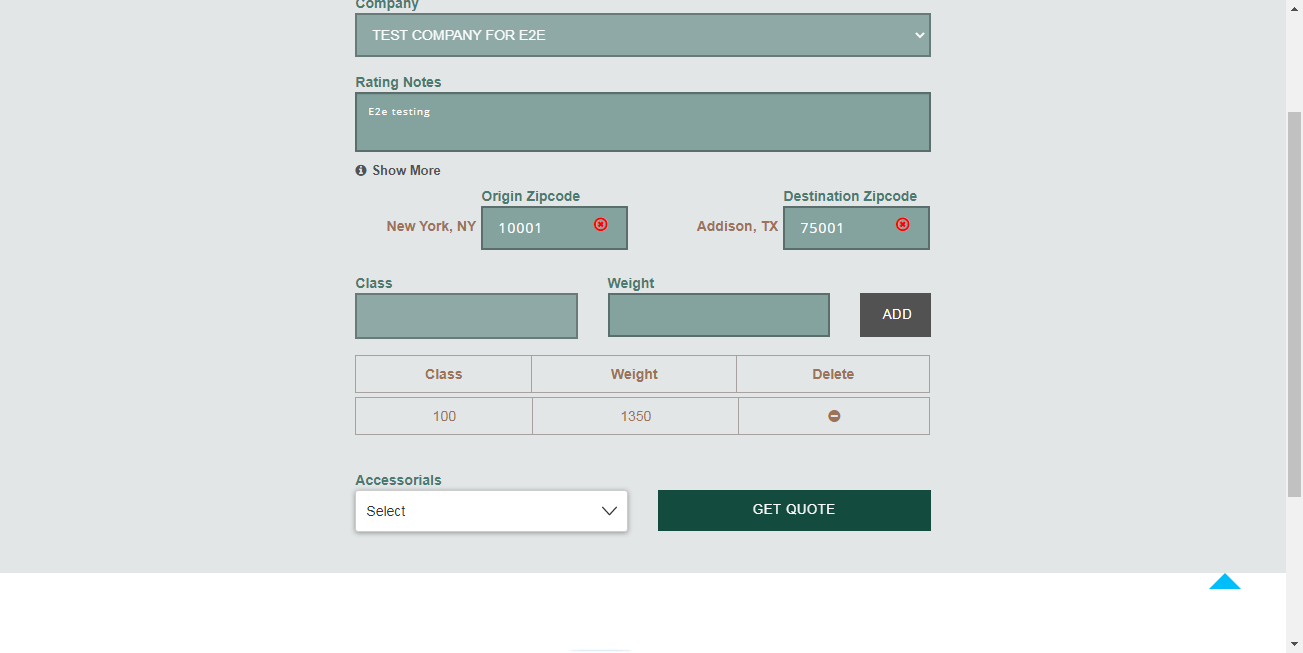 Company
TEST COMPANY FOR E2E
Rating Notes
E2e testing
Show More
Origin Zipcode
Destination Zipcode
New York, NY
10001
Addison, TX
75001
Class
Weight
ADD
Class Weight Delete
100 1350
Accessorials
Select
GET QUOTE